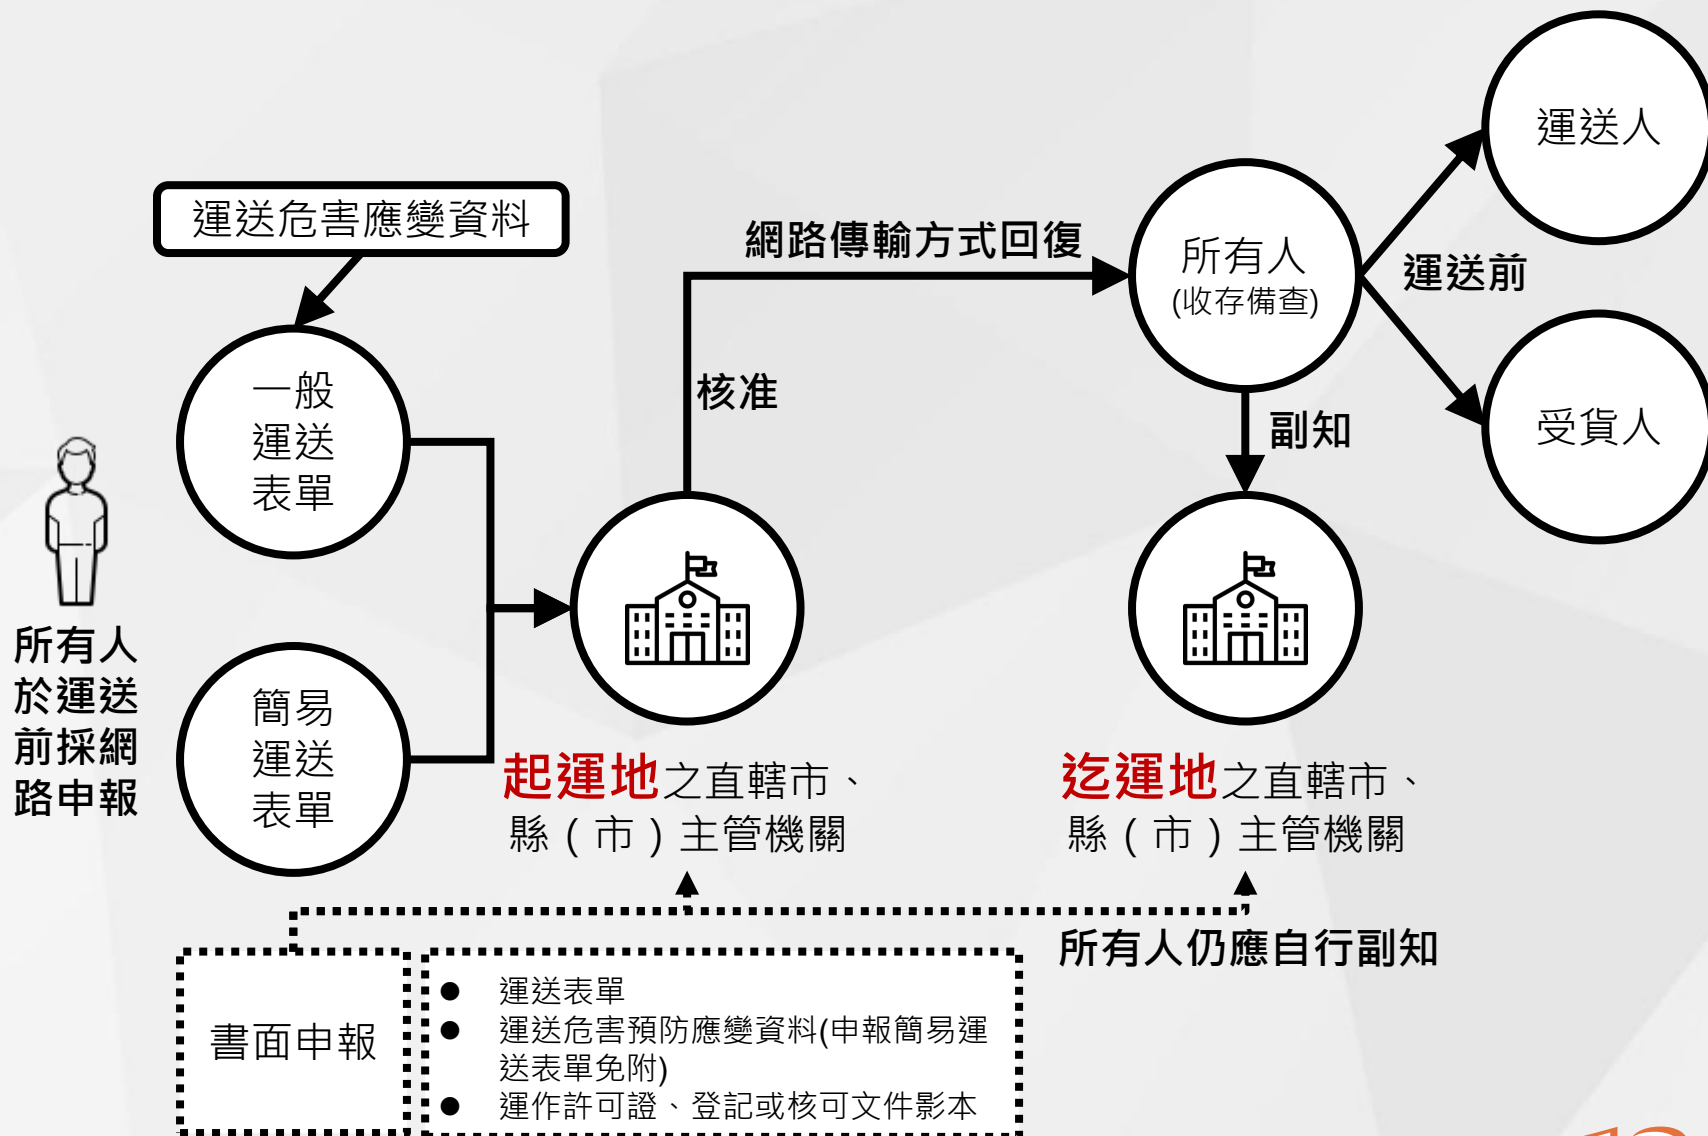 運送人
運送危害應變資料
網路傳輸方式回復
所有人
(收存備查)
運送前
核准
一般
運送
表單
副知
受貨人
所有人
於運送
前採網
路申報
簡易
運送
表單
起運地之直轄市、
縣（市）主管機關
迄運地之直轄市、
縣（市）主管機關
所有人仍應自行副知
書面申報
● 運送表單
● 運送危害預防應變資料(申報簡易運
送表單免附)
● 運作許可證、登記或核可文件影本